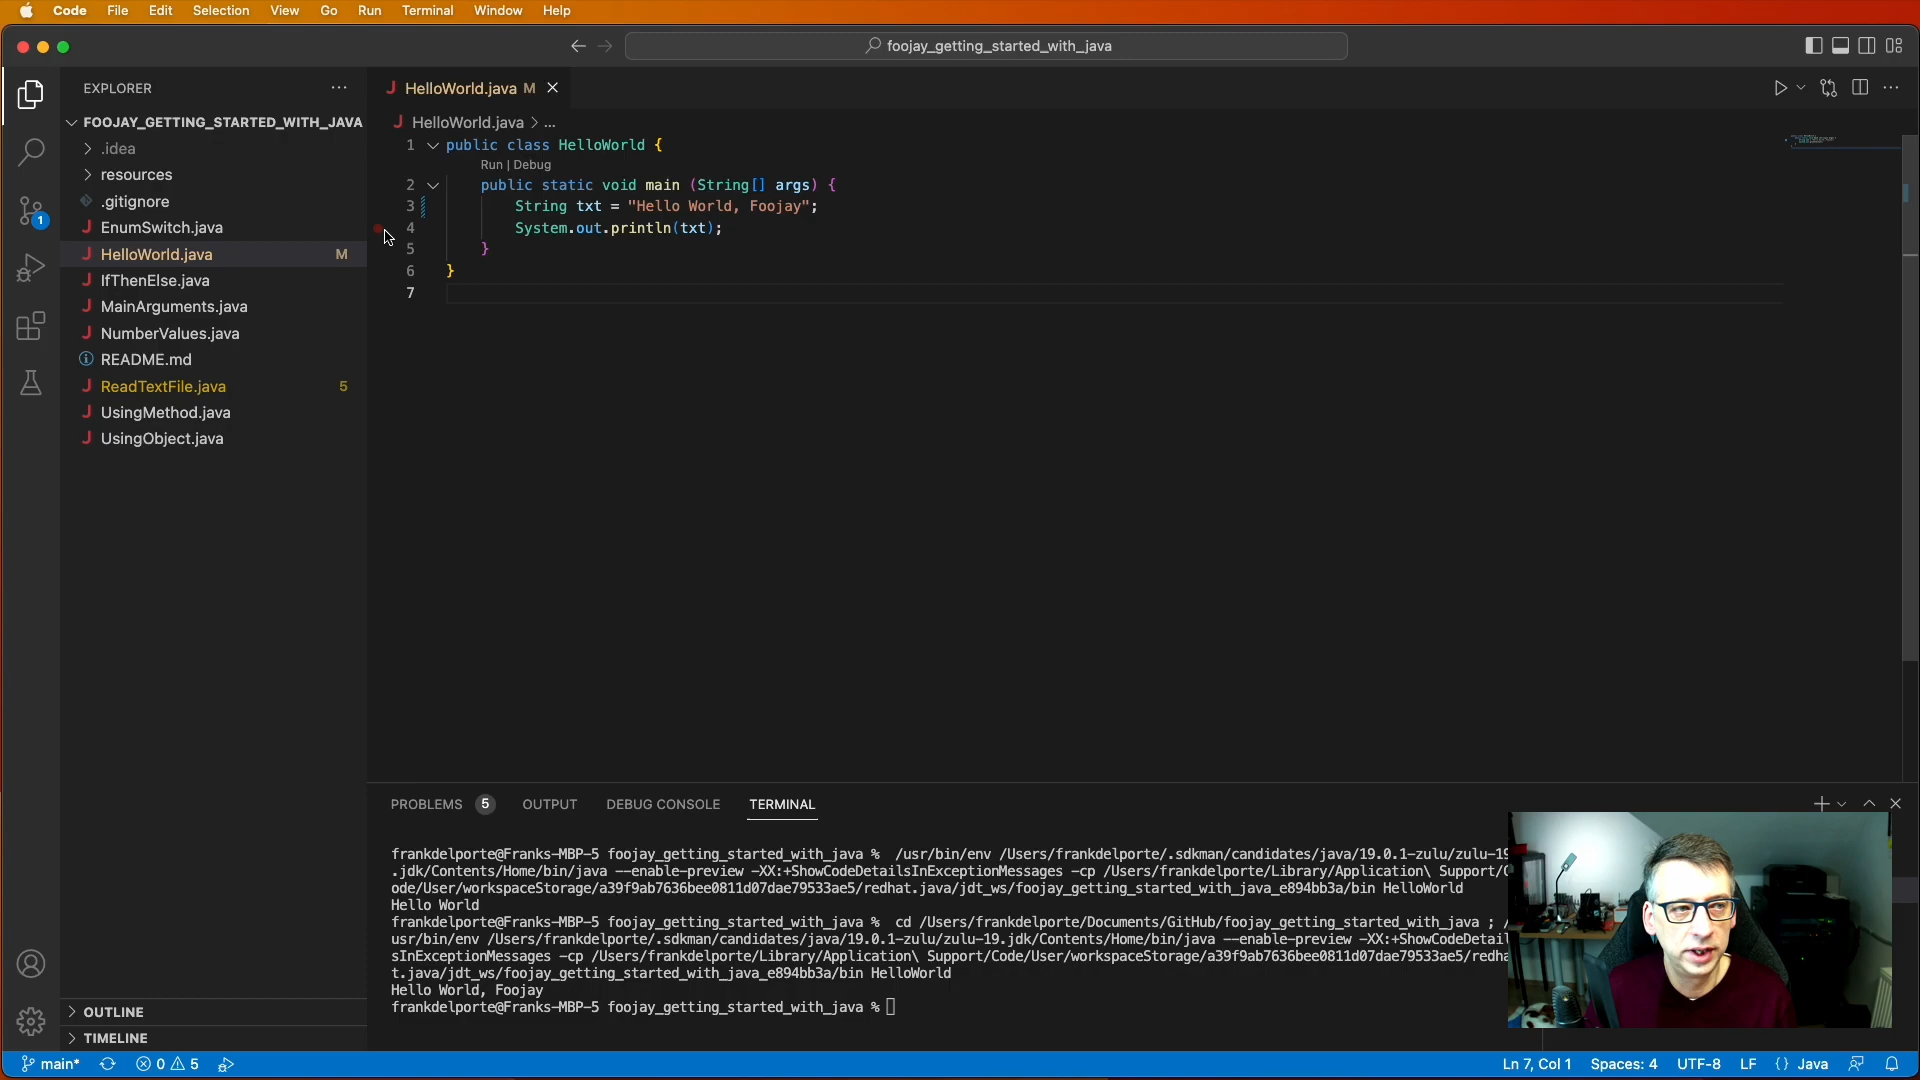 Code File Edit Selection View Go Run Terminal Window Help
foojay_getting_started_with_java
EXPLORER
FOOJAY_GETTING_STARTED_WITH_JAVA
.idea
resources
.gitignore
EnumSwitch.java
HelloWorld.java M
IfThenElse.java
MainArguments.java
NumberValues.java
README.md
ReadTextFile.java 5
UsingMethod.java
UsingObject.java
OUTLINE
TIMELINE
1
HelloWorld.java M
HelloWorld.java > ...
1 public class HelloWorld {
Run | Debug
2 public static void main (String[] args) {
3 String txt = "Hello World, Foojay";
4 System.out.println(txt);
5 }
6 }
7
PROBLEMS 5 OUTPUT DEBUG CONSOLE TERMINAL
frankdelporte@Franks-MBP-5 foojay_getting_started_with_java % /usr/bin/env /Users/frankdelporte/.sdkman/candidates/java/19.0.1-zulu/zulu-19
.jdk/Contents/Home/bin/java --enable-preview -XX:+ShowCodeDetailsInExceptionMessages -cp /Users/frankdelporte/Library/Application\ Support/C
ode/User/workspaceStorage/a39f9ab7636bee0811d07dae79533ae5/redhat.java/jdt_ws/foojay_getting_started_with_java_e894bb3a/bin HelloWorld
Hello World
frankdelporte@Franks-MBP-5 foojay_getting_started_with_java % cd /Users/frankdelporte/Documents/GitHub/foojay_getting_started_with_java ; /
usr/bin/env /Users/frankdelporte/.sdkman/candidates/java/19.0.1-zulu/zulu-19.jdk/Contents/Home/bin/java --enable-preview -XX:+ShowCodeDetail
sInExceptionMessages -cp /Users/frankdelporte/Library/Application\ Support/Code/User/workspaceStorage/a39f9ab7636bee0811d07dae79533ae5/redha
t.java/jdt_ws/foojay_getting_started_with_java_e894bb3a/bin HelloWorld
Hello World, Foojay
frankdelporte@Franks-MBP-5 foojay_getting_started_with_java %
main* 0 5 Ln 7, Col 1 Spaces: 4 UTF-8 LF {} Java